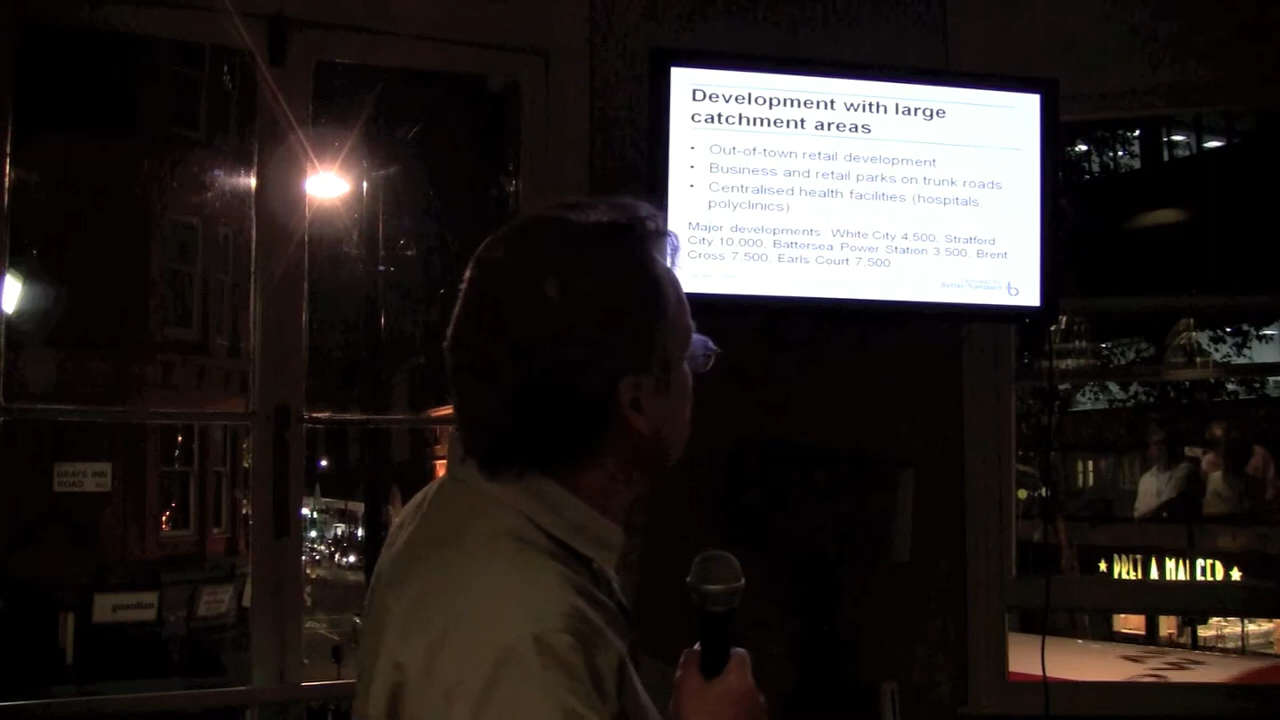 Development with large
catchment areas
• Out-of-town retail development
• Business and retail parks on trunk roads
• Centralised health facilities (hospitals,
polyclinics)
Major developments: White City 4,500, Stratford
City 10,000, Battersea Power Station 3,500, Brent
Cross 7,500, Earls Court 7,500
Better Transport
GRAYS INN
ROAD
guardian
★ PRET A MANGER ★